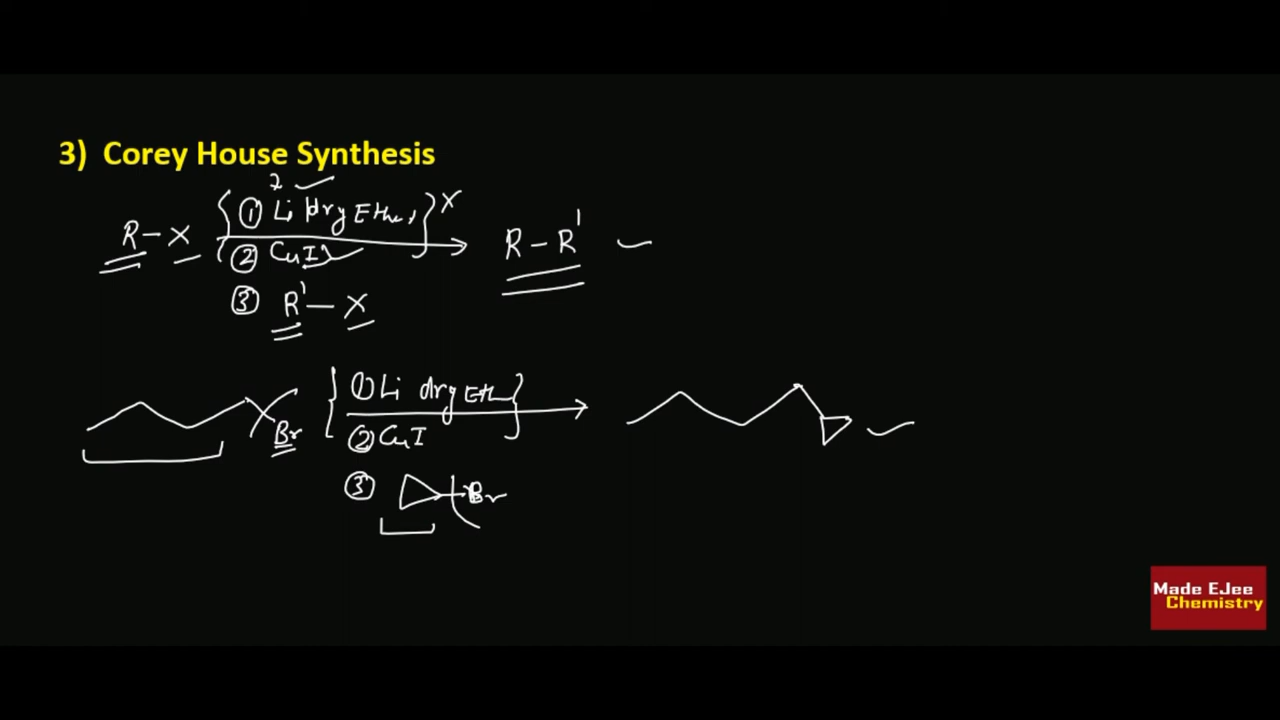 3) Corey House Synthesis
2
① Li dry Ether X
R - X
② CuI
R - R'
③ R' - X
① Li dry Eth
Br
② CuI
③ Br
Made EJee
Chemistry